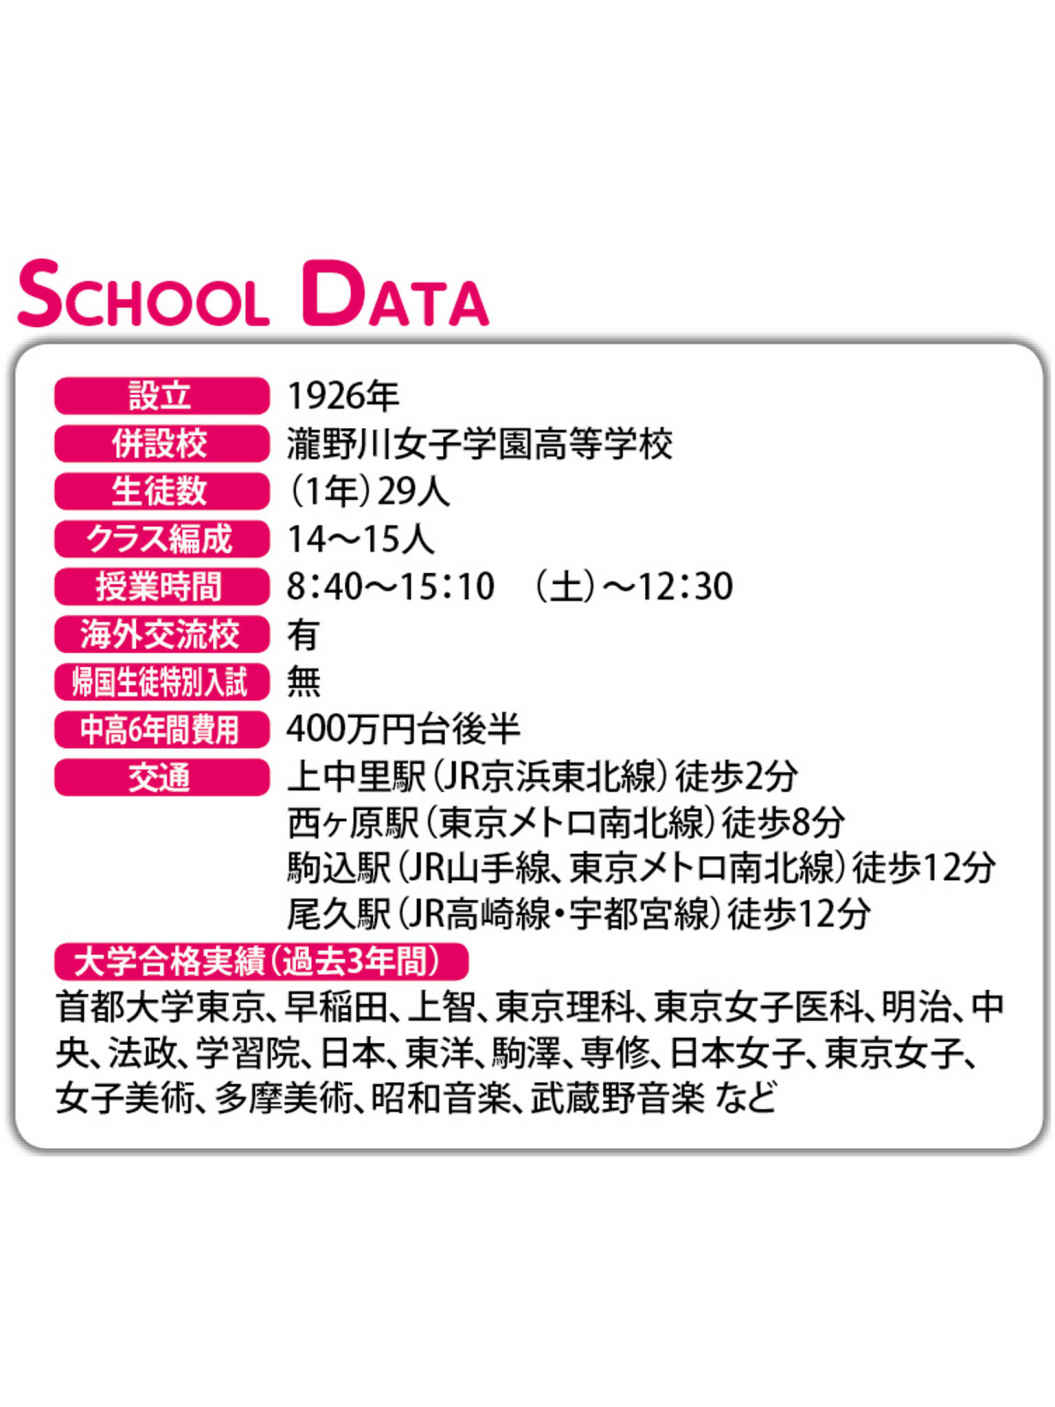 SCHOOL DATA
設立 1926年
併設校 瀧野川女子学園高等学校
生徒数 （1年）29人
クラス編成 14〜15人
授業時間 8：40〜15：10　（土）〜12：30
海外交流校 有
帰国生徒特別入試 無
中高6年間費用 400万円台後半
交通 上中里駅（JR京浜東北線）徒歩2分
西ヶ原駅（東京メトロ南北線）徒歩8分
駒込駅（JR山手線、東京メトロ南北線）徒歩12分
尾久駅（JR高崎線・宇都宮線）徒歩12分
大学合格実績（過去3年間）
首都大学東京、早稲田、上智、東京理科、東京女子医科、明治、中
央、法政、学習院、日本、東洋、駒澤、専修、日本女子、東京女子、
女子美術、多摩美術、昭和音楽、武蔵野音楽 など